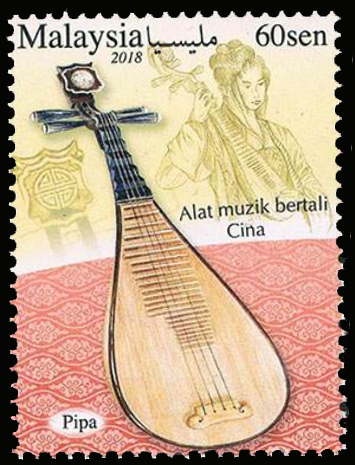 Malaysia مليسيا 60sen
2018
Alat muzik bertali
Cina
Pipa